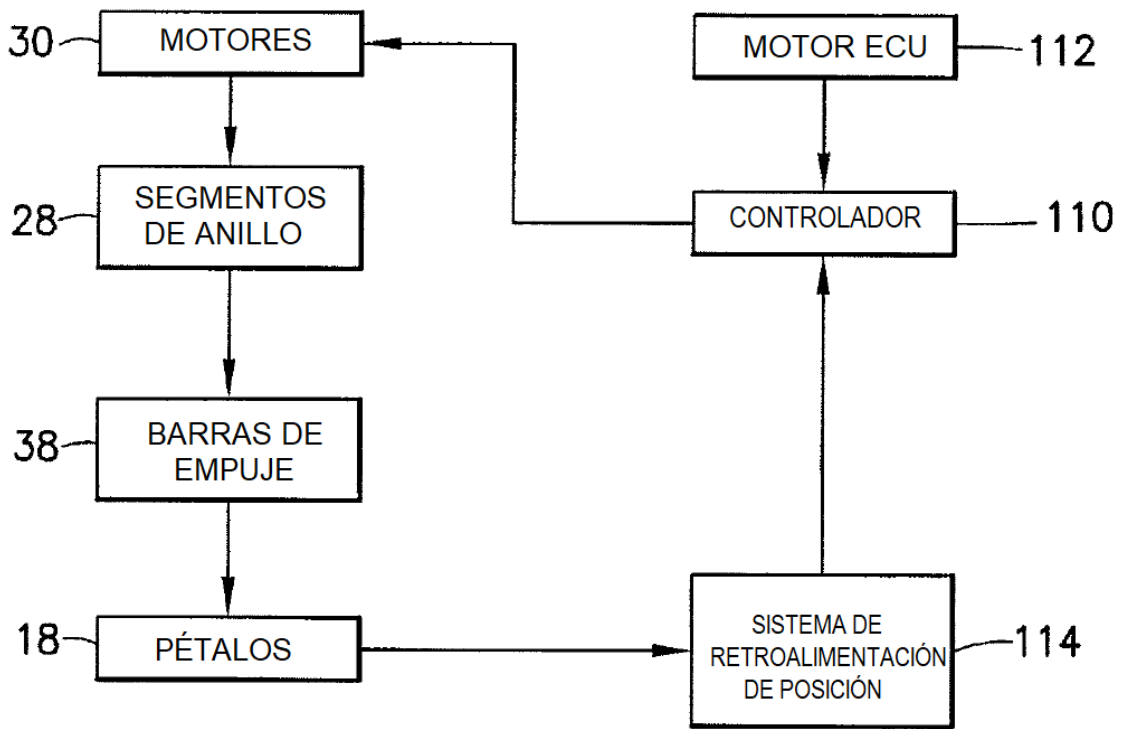 30
MOTORES
MOTOR ECU
112
28
SEGMENTOS
DE ANILLO
CONTROLADOR
110
38
BARRAS DE
EMPUJE
18
PÉTALOS
SISTEMA DE
RETROALIMENTACIÓN
DE POSICIÓN
114